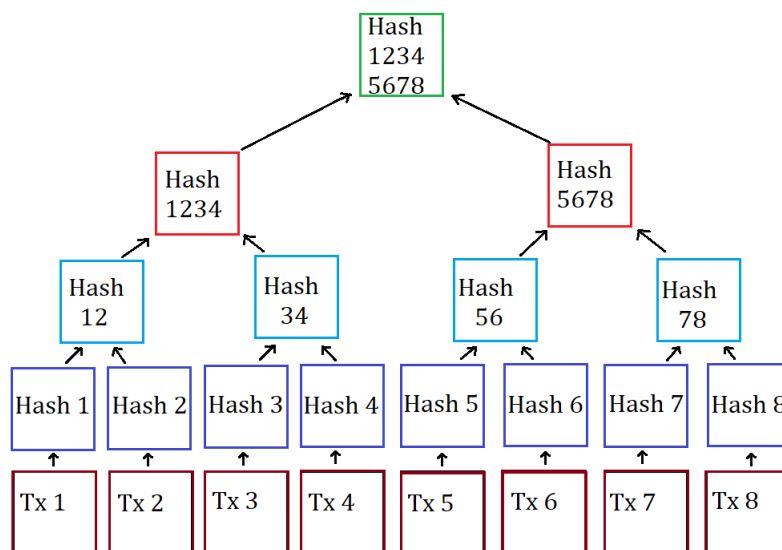 Hash
1234
5678
Hash
1234
Hash
5678
Hash
12
Hash
34
Hash
56
Hash
78
Hash 1
Hash 2
Hash 3
Hash 4
Hash 5
Hash 6
Hash 7
Hash 8
Tx 1
Tx 2
Tx 3
Tx 4
Tx 5
Tx 6
Tx 7
Tx 8